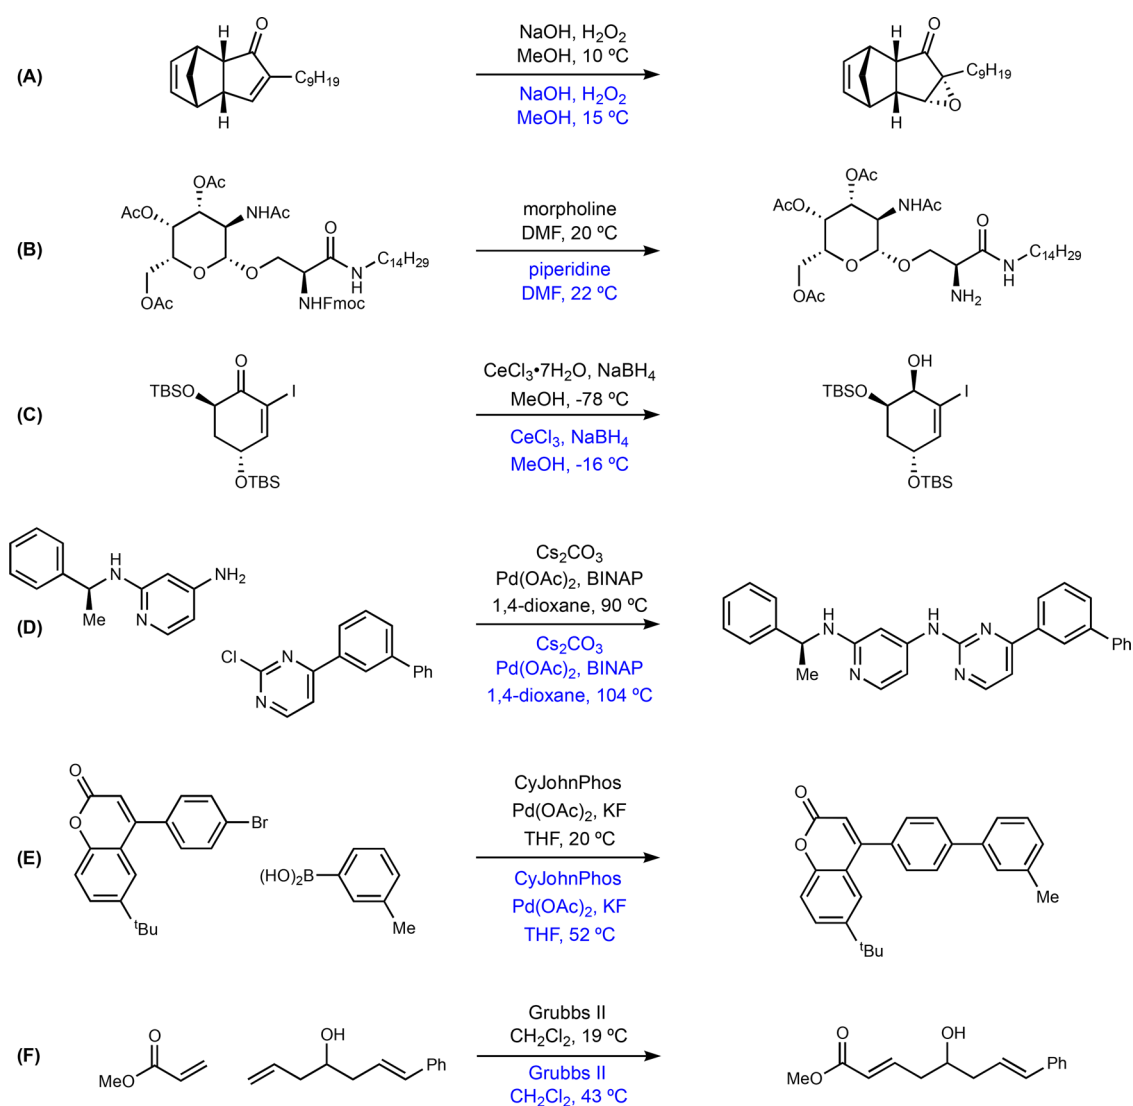 (A)
H
O
C9H19
H
NaOH, H2O2
MeOH, 10 ºC
NaOH, H2O2
MeOH, 15 ºC
H
O
C9H19
O
H
(B)
OAc
AcO
NHAc
O
O
O
N
H
C14H29
OAc
NHFmoc
morpholine
DMF, 20 ºC
piperidine
DMF, 22 ºC
OAc
AcO
NHAc
O
O
O
N
H
C14H29
OAc
NH2
(C)
O
TBSO
I
OTBS
CeCl3•7H2O, NaBH4
MeOH, -78 ºC
CeCl3, NaBH4
MeOH, -16 ºC
OH
TBSO
I
OTBS
(D)
H
N
NH2
Me
N
Cl
N
N
Ph
Cs2CO3
Pd(OAc)2, BINAP
1,4-dioxane, 90 ºC
Cs2CO3
Pd(OAc)2, BINAP
1,4-dioxane, 104 ºC
H
N
H
N
N
Me
N
N
Ph
(E)
O
O
Br
tBu
(HO)2B
Me
CyJohnPhos
Pd(OAc)2, KF
THF, 20 ºC
CyJohnPhos
Pd(OAc)2, KF
THF, 52 ºC
O
O
Me
tBu
(F)
O
MeO
OH
Ph
Grubbs II
CH2Cl2, 19 ºC
Grubbs II
CH2Cl2, 43 ºC
O
OH
MeO
Ph